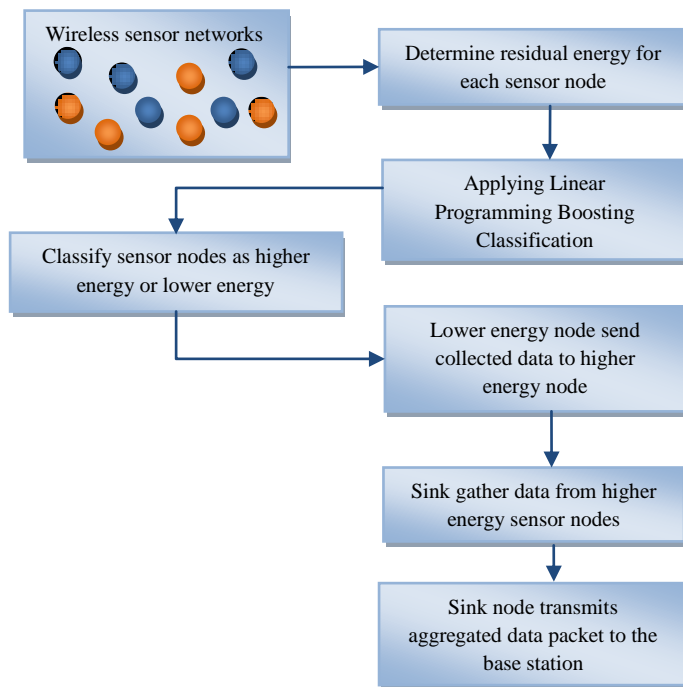 Wireless sensor networks
Determine residual energy for
each sensor node
Applying Linear
Programming Boosting
Classification
Classify sensor nodes as higher
energy or lower energy
Lower energy node send
collected data to higher
energy node
Sink gather data from higher
energy sensor nodes
Sink node transmits
aggregated data packet to the
base station